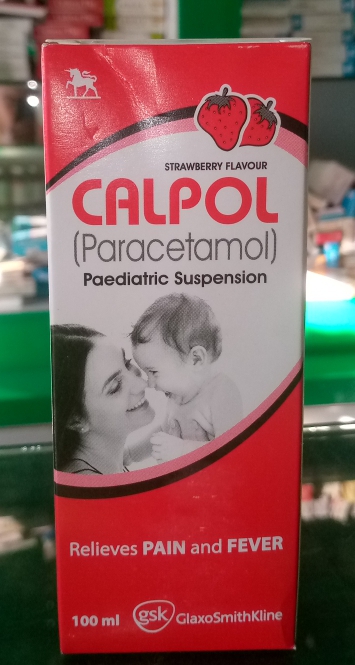 STRAWBERRY FLAVOUR
CALPOL
(Paracetamol)
Paediatric Suspension
Relieves PAIN and FEVER
100 ml gsk GlaxoSmithKline